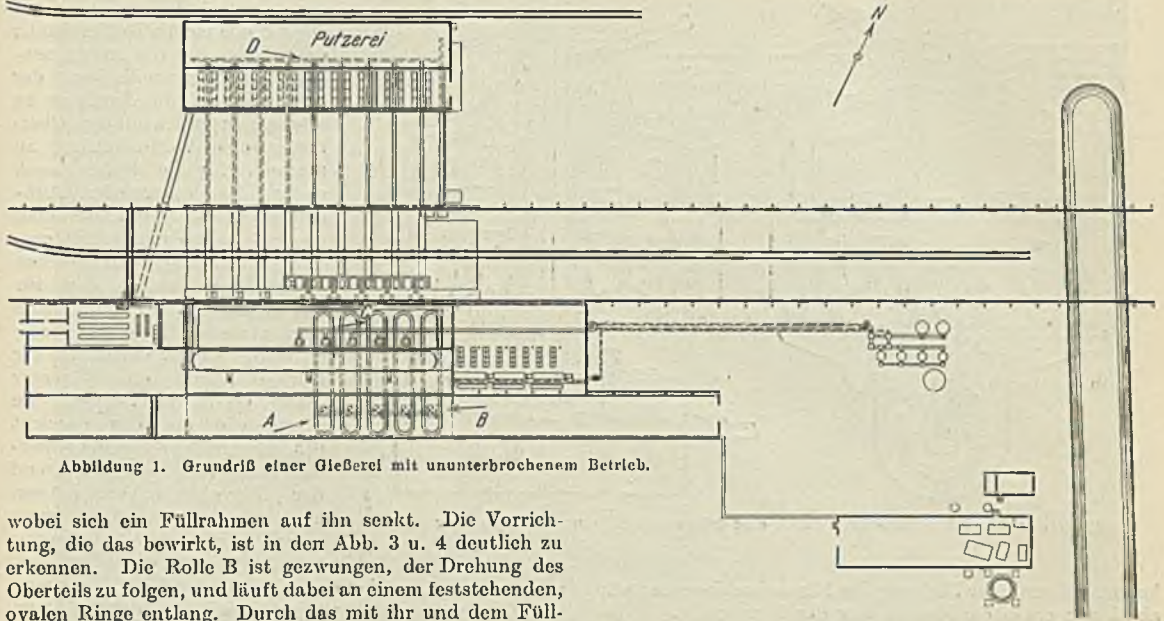 N
D
Putzerei
A
B
Abbildung 1. Grundriß einer Gießerei mit ununterbrochenem Betrieb.
wobei sich ein Füllrahmen auf ihn senkt. Die Vorrich-
tung, die das bewirkt, ist in den Abb. 3 u. 4 deutlich zu
erkennen. Die Rolle B ist gezwungen, der Drehung des
Oberteils zu folgen, und läuft dabei an einem feststehenden,
ovalen Ringe entlang. Durch das mit ihr und dem Füll-